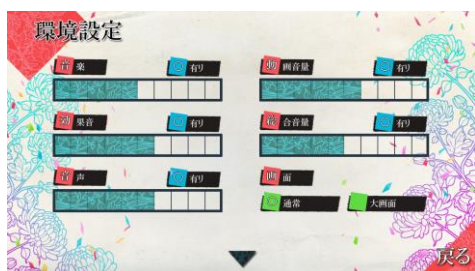 環境設定
音楽 有り
動画音量 有り
効果音 有り
総合音量 有り
音声 有り
画面
通常 大画面
戻る